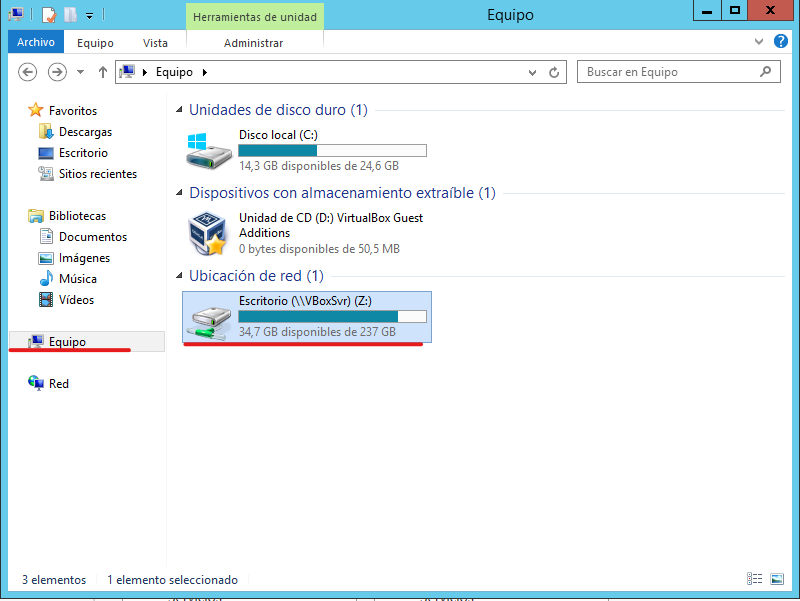 Herramientas de unidad
Equipo
Archivo
Equipo
Vista
Administrar
Equipo
Buscar en Equipo
Favoritos
Descargas
Escritorio
Sitios recientes
Bibliotecas
Documentos
Imágenes
Música
Vídeos
Equipo
Red
Unidades de disco duro (1)
Disco local (C:)
14,3 GB disponibles de 24,6 GB
Dispositivos con almacenamiento extraíble (1)
Unidad de CD (D:) VirtualBox Guest
Additions
0 bytes disponibles de 50,5 MB
Ubicación de red (1)
Escritorio (\\VBoxSvr) (Z:)
34,7 GB disponibles de 237 GB
3 elementos
1 elemento seleccionado